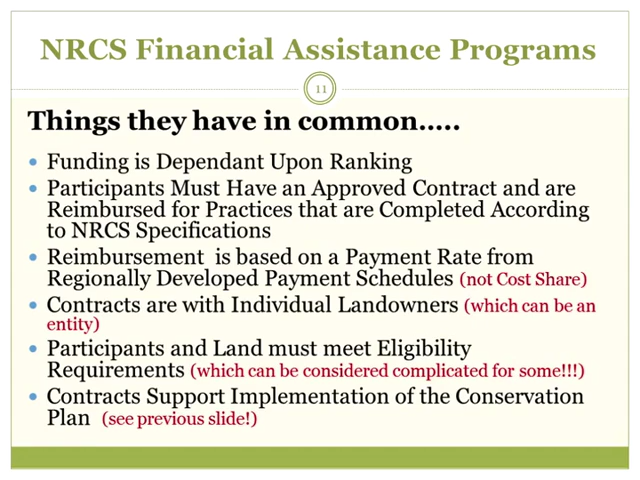 NRCS Financial Assistance Programs
11
Things they have in common.....
Funding is Dependant Upon Ranking
Participants Must Have an Approved Contract and are
Reimbursed for Practices that are Completed According
to NRCS Specifications
Reimbursement  is based on a Payment Rate from
Regionally Developed Payment Schedules (not Cost Share)
Contracts are with Individual Landowners (which can be an
entity)
Participants and Land must meet Eligibility
Requirements (which can be considered complicated for some!!!)
Contracts Support Implementation of the Conservation
Plan  (see previous slide!)